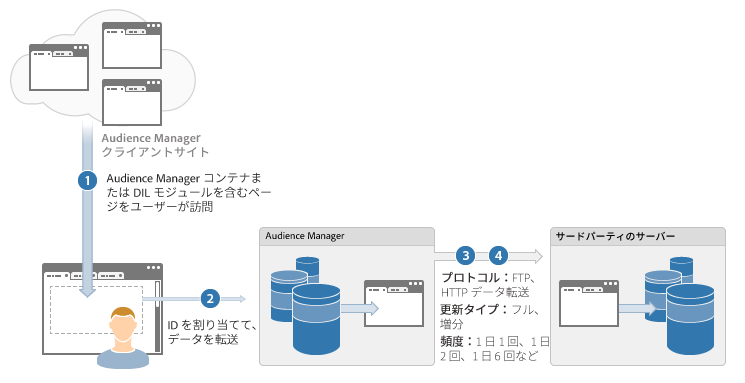 Audience Manager
クライアントサイト
1
Audience Manager コンテナま
たは DIL モジュールを含むペー
ジをユーザーが訪問
2
ID を割り当てて、
データを転送
Audience Manager
3 4
プロトコル：FTP、
HTTP データ転送
更新タイプ：フル、
増分
頻度：1 日 1 回、1 日
2 回、1 日 6 回など
サードパーティのサーバー